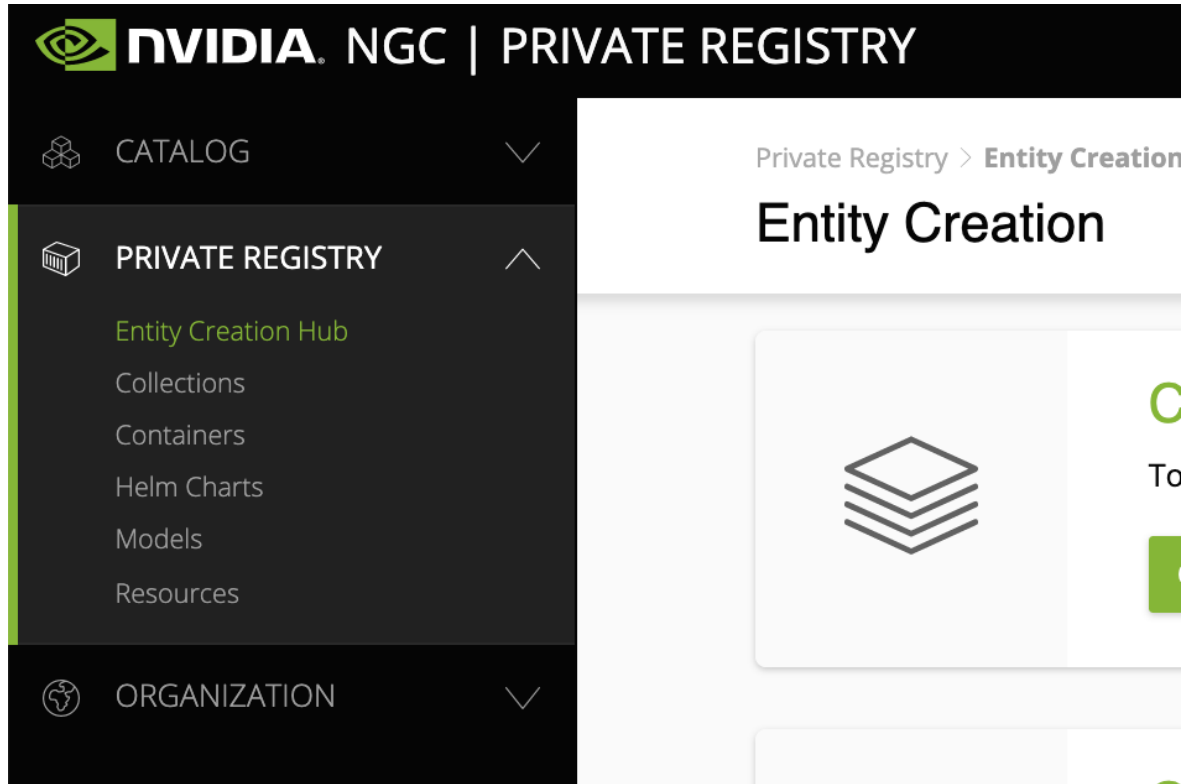 NVIDIA. NGC | PRIVATE REGISTRY
CATALOG
PRIVATE REGISTRY
Entity Creation Hub
Collections
Containers
Helm Charts
Models
Resources
ORGANIZATION
Private Registry > Entity Creation
Entity Creation
To